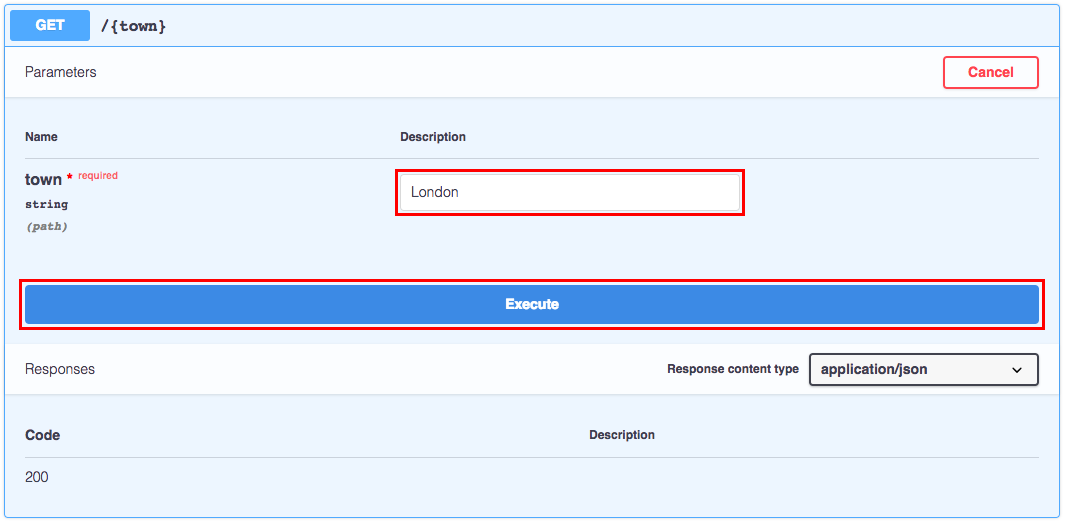 GET /{town}
Parameters Cancel
Name Description
town * required
string
(path)
London
Execute
Responses Response content type application/json
Code Description
200